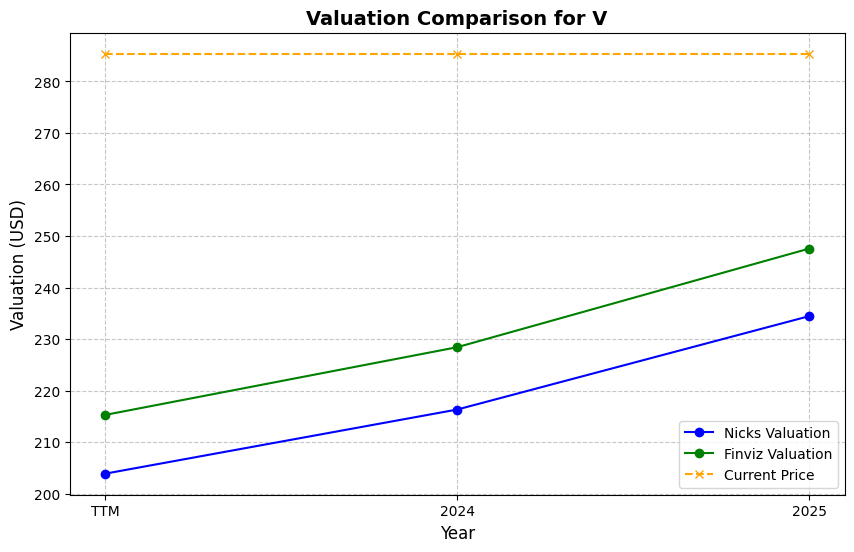 Valuation Comparison for V
Valuation (USD)
280
270
260
250
240
230
220
210
200
TTM
2024
2025
Year
Nicks Valuation
Finviz Valuation
Current Price